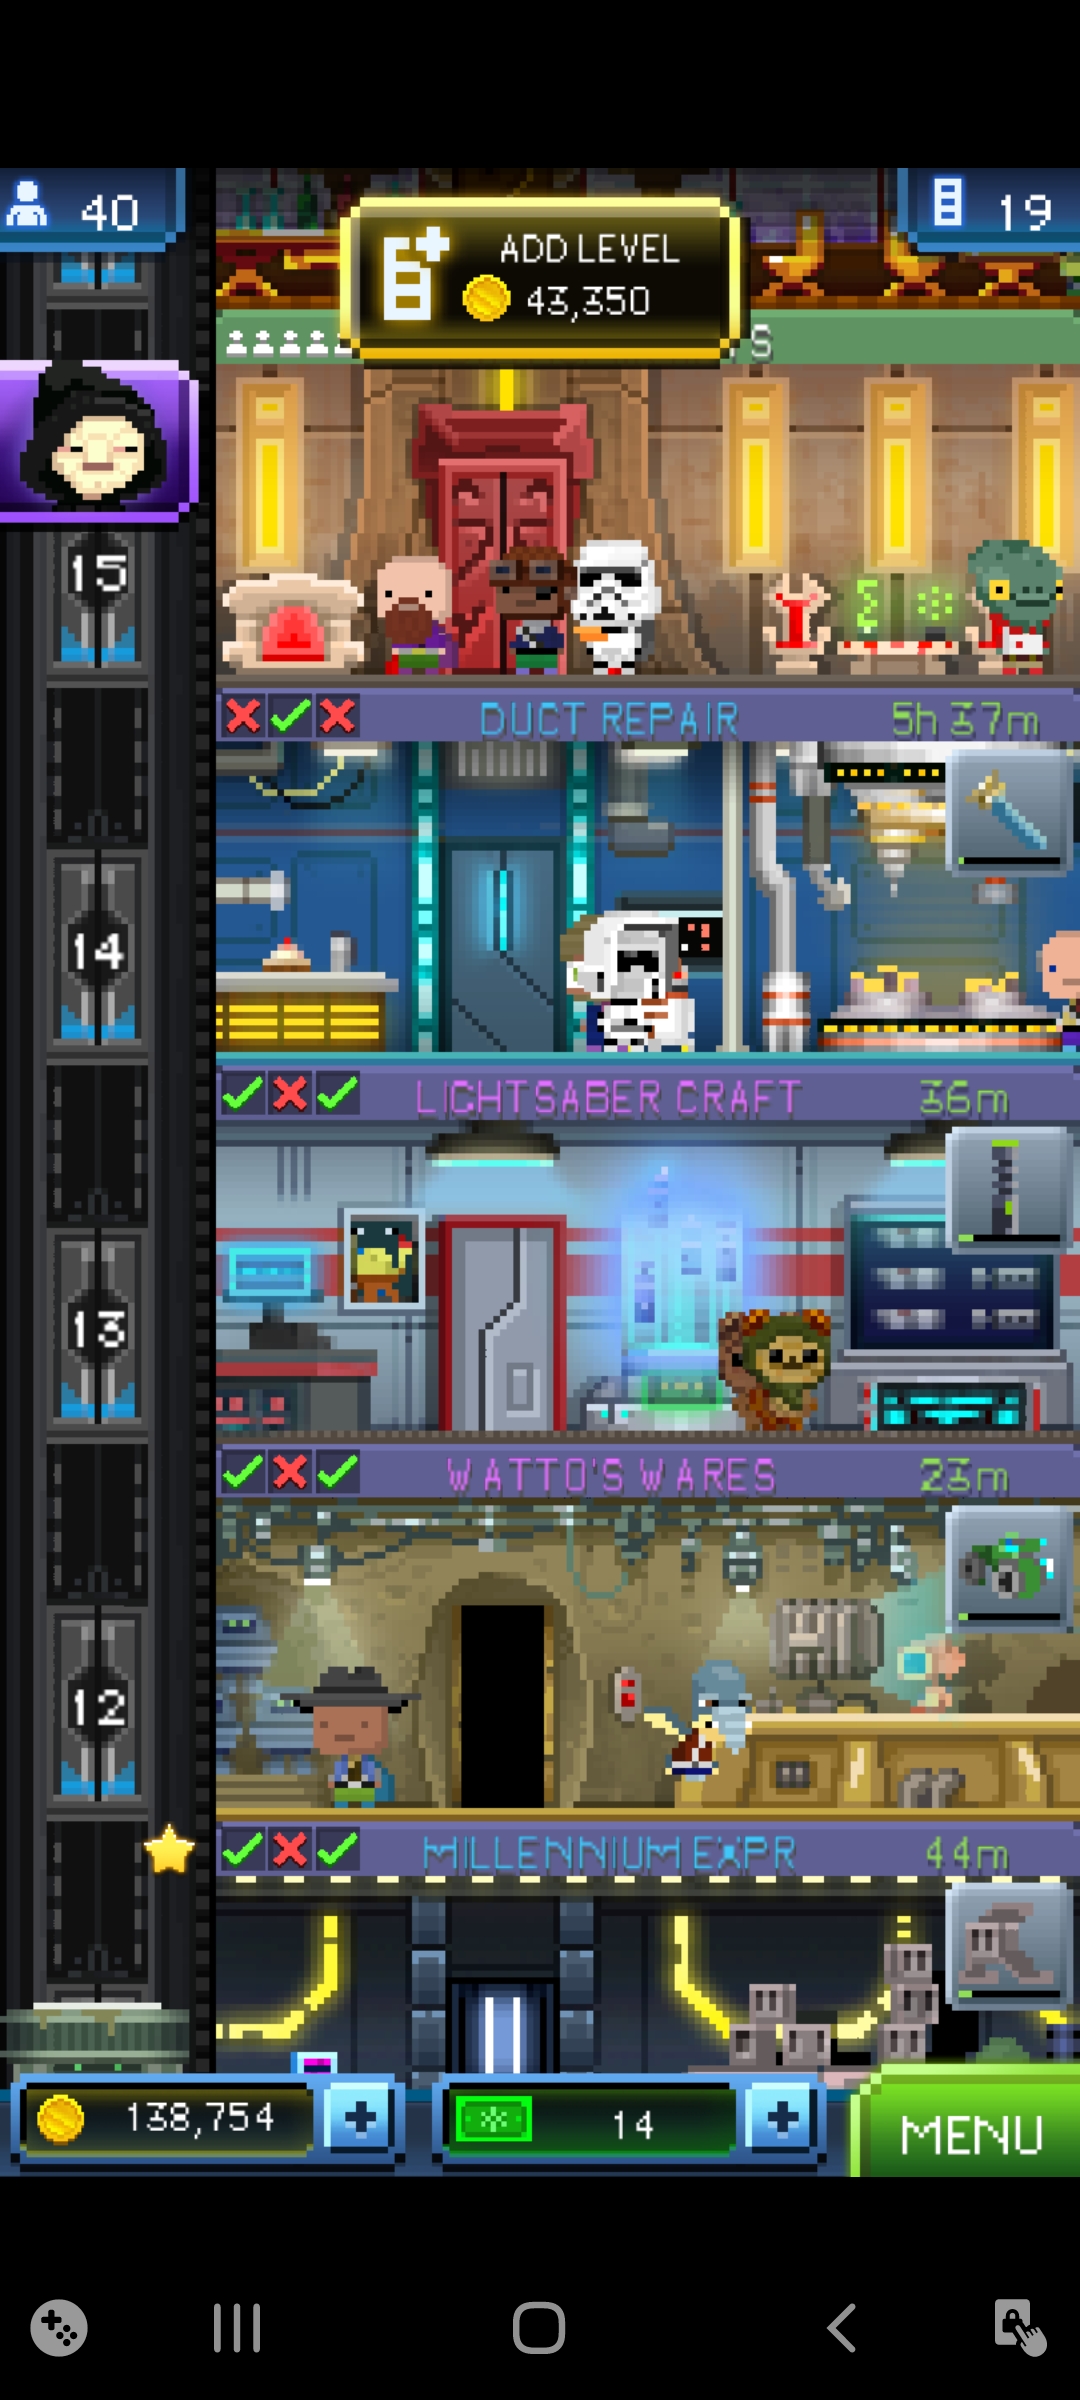 40
19
ADD LEVEL
43,350
S
15
DUCT REPAIR 5h 37m
14
LIGHTSABER CRAFT 36m
13
WATTO'S WARES 23m
12
MILLENNIUM EXPR 44m
138,754
14
MENU